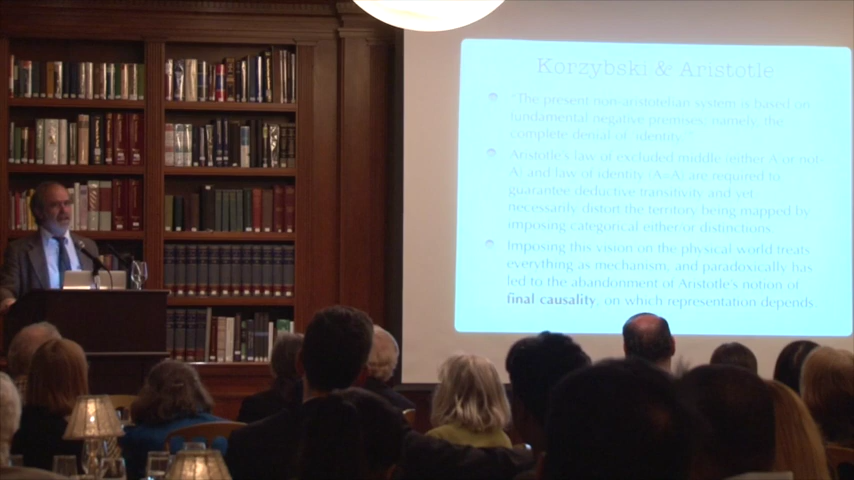 Korzybski & Aristotle
"The present non-aristotelian system is based on
fundamental negative premises; namely, the
complete denial of 'identity.'"
Aristotle's law of excluded middle (either A or not-
A) and law of identity (A=A) are required to
guarantee deductive transitivity and yet
necessarily distort the territory being mapped by
imposing categorical either or distinctions.
Imposing this vision on the physical world treats
everything as mechanism, and paradoxically has
led to the abandonment of Aristotle's notion of
final causality, on which representation depends